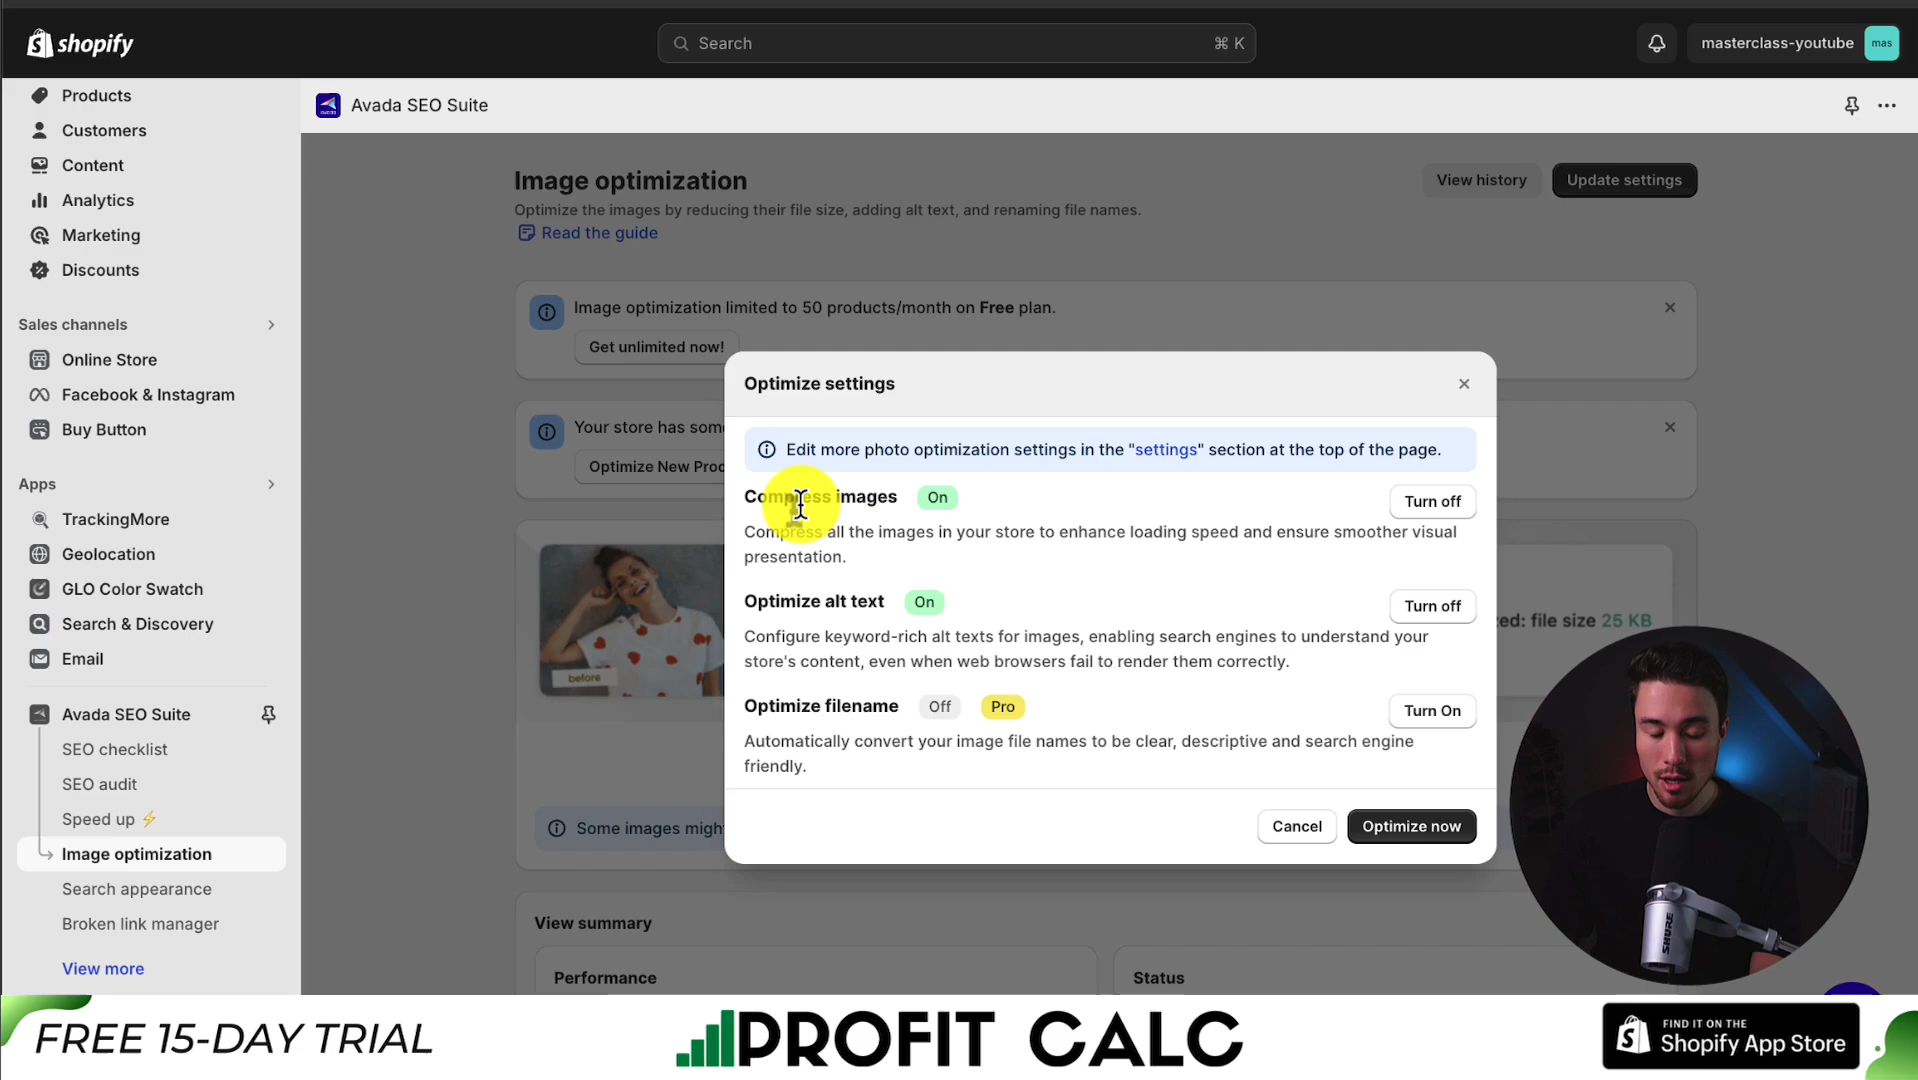 shopify
Search
⌘ K
masterclass-youtube
mas
Products
Customers
Content
Analytics
Marketing
Discounts
Sales channels
Online Store
Facebook & Instagram
Buy Button
Apps
TrackingMore
Geolocation
GLO Color Swatch
Search & Discovery
Email
Avada SEO Suite
SEO checklist
SEO audit
Speed up ⚡
Image optimization
Search appearance
Broken link manager
View more
Avada SEO Suite
Image optimization
View history
Update settings
Optimize the images by reducing their file size, adding alt text, and renaming file names.
Read the guide
Image optimization limited to 50 products/month on Free plan.
Get unlimited now!
Your store has som
Optimize New Proc
before
ed: file size 25 KB
Some images migh
View summary
Performance
Status
Optimize settings
Edit more photo optimization settings in the "settings" section at the top of the page.
Compress images On
Turn off
Compress all the images in your store to enhance loading speed and ensure smoother visual
presentation.
Optimize alt text On
Turn off
Configure keyword-rich alt texts for images, enabling search engines to understand your
store's content, even when web browsers fail to render them correctly.
Optimize filename Off Pro
Turn On
Automatically convert your image file names to be clear, descriptive and search engine
friendly.
Cancel
Optimize now
SHURE
FREE 15-DAY TRIAL
PROFIT CALC
FIND IT ON THE
Shopify App Store